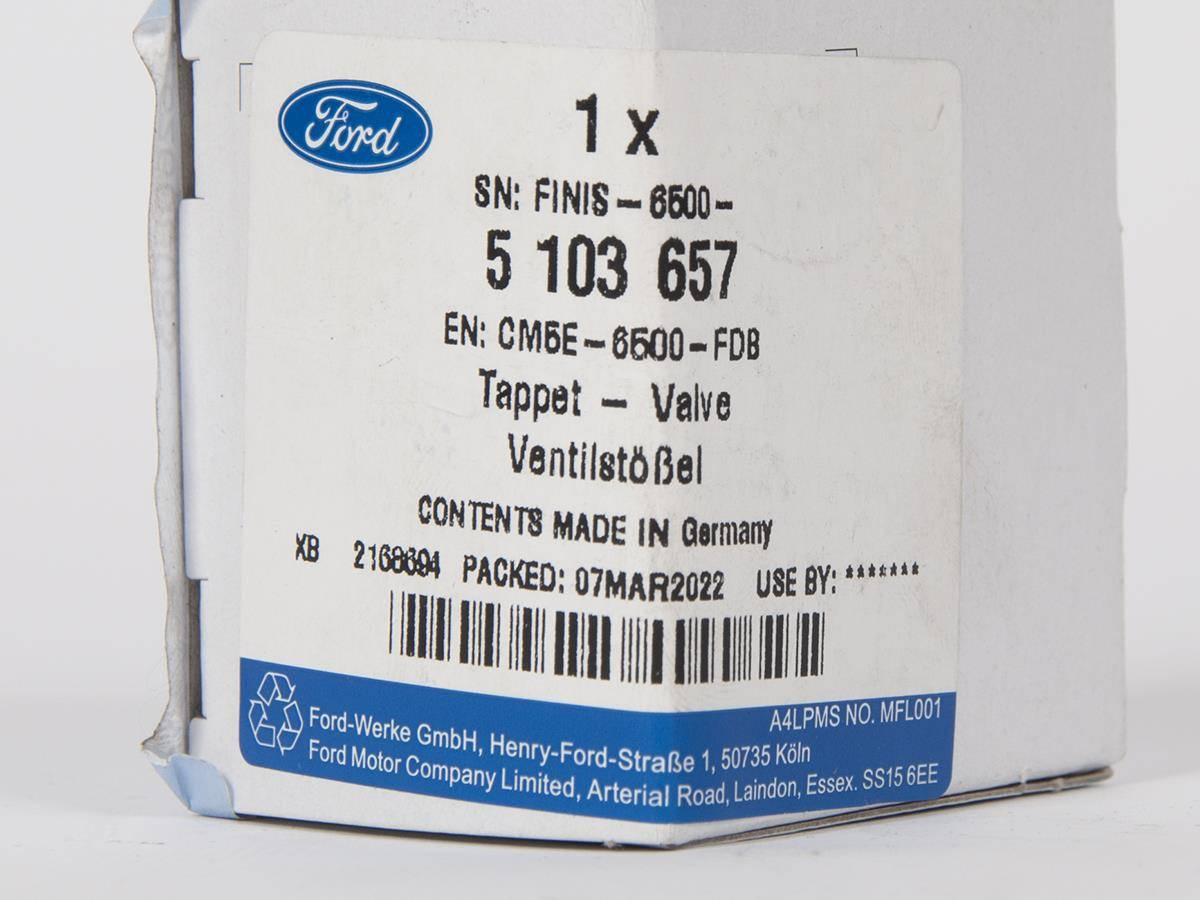 Ford
1 x
SN: FINIS - 6500 -
5 103 657
EN: CM5E - 6500 - FDB
Tappet - Valve
Ventilstößel
CONTENTS MADE IN Germany
XB 2168694 PACKED: 07MAR2022 USE BY: *******
A4LPMS NO. MFL001
Ford-Werke GmbH, Henry-Ford-Straße 1, 50735 Köln
Ford Motor Company Limited, Arterial Road, Laindon, Essex. SS15 6EE